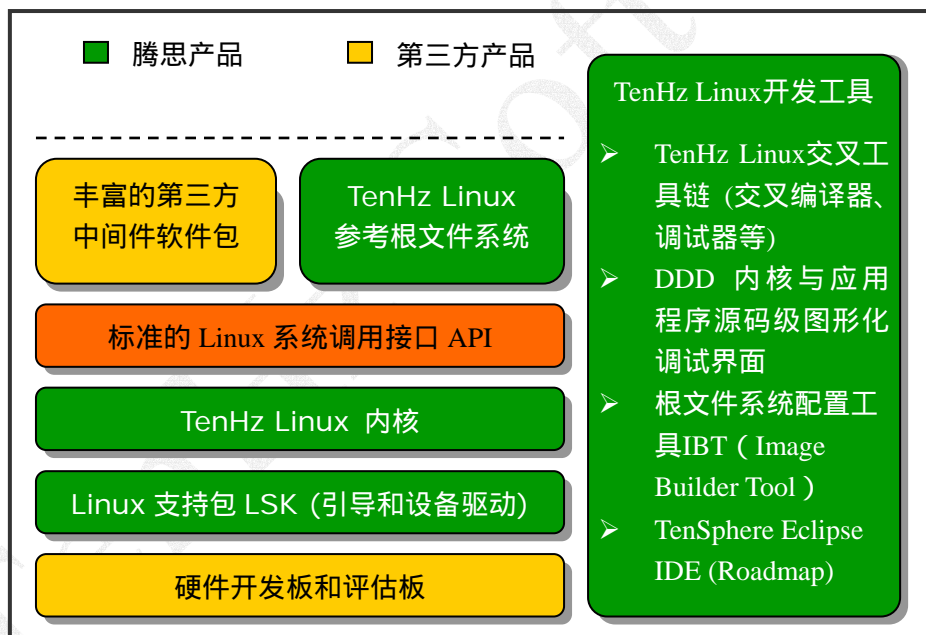 腾思产品
第三方产品
丰富的第三方
中间件软件包
TenHz Linux
参考根文件系统
标准的 Linux 系统调用接口 API
TenHz Linux 内核
Linux 支持包 LSK (引导和设备驱动)
硬件开发板和评估板
TenHz Linux开发工具
➢ TenHz Linux交叉工
具链 (交叉编译器、
调试器等)
➢ DDD 内核与应用
程序源码级图形化
调试界面
➢ 根文件系统配置工
具IBT（Image
Builder Tool）
➢ TenSphere Eclipse
IDE (Roadmap)